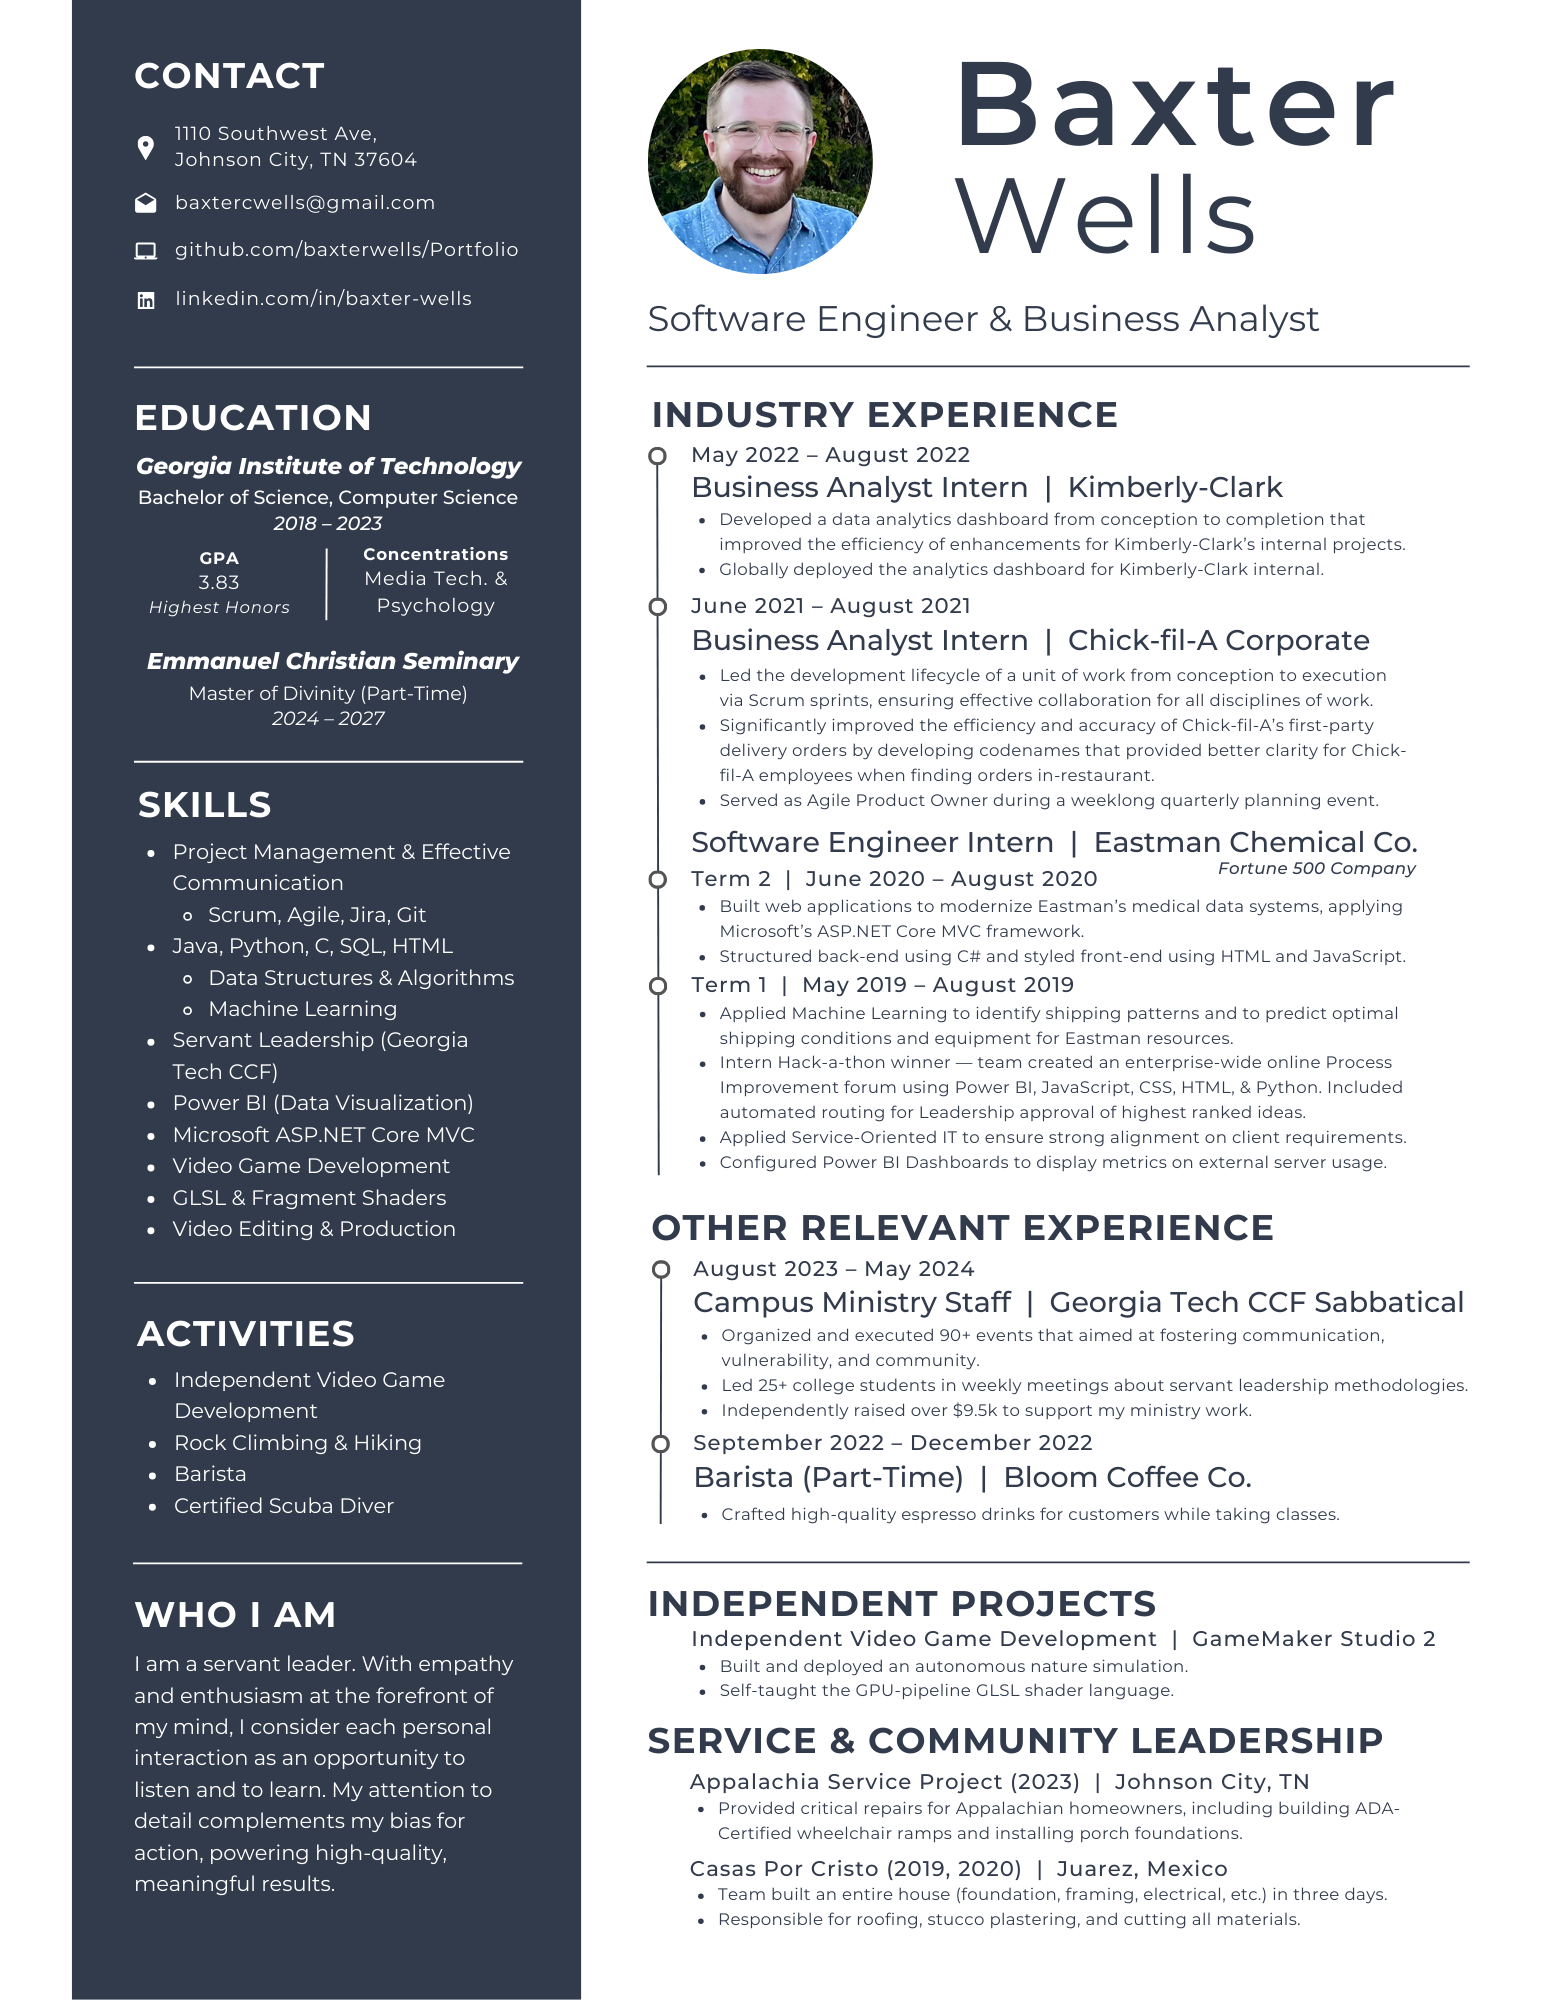 CONTACT
1110 Southwest Ave,
Johnson City, TN 37604
baxtercwells@gmail.com
github.com/baxterwells/Portfolio
linkedin.com/in/baxter-wells
EDUCATION
Georgia Institute of Technology
Bachelor of Science, Computer Science
2018 – 2023
GPA
3.83
Highest Honors
Concentrations
Media Tech. &
Psychology
Emmanuel Christian Seminary
Master of Divinity (Part-Time)
2024 – 2027
SKILLS
• Project Management & Effective
Communication
◦ Scrum, Agile, Jira, Git
• Java, Python, C, SQL, HTML
◦ Data Structures & Algorithms
◦ Machine Learning
• Servant Leadership (Georgia
Tech CCF)
• Power BI (Data Visualization)
• Microsoft ASP.NET Core MVC
• Video Game Development
• GLSL & Fragment Shaders
• Video Editing & Production
ACTIVITIES
• Independent Video Game
Development
• Rock Climbing & Hiking
• Barista
• Certified Scuba Diver
WHO I AM
I am a servant leader. With empathy
and enthusiasm at the forefront of
my mind, I consider each personal
interaction as an opportunity to
listen and to learn. My attention to
detail complements my bias for
action, powering high-quality,
meaningful results.
Baxter
Wells
Software Engineer & Business Analyst
INDUSTRY EXPERIENCE
May 2022 – August 2022
Business Analyst Intern | Kimberly-Clark
• Developed a data analytics dashboard from conception to completion that
improved the efficiency of enhancements for Kimberly-Clark's internal projects.
• Globally deployed the analytics dashboard for Kimberly-Clark internal.
June 2021 – August 2021
Business Analyst Intern | Chick-fil-A Corporate
• Led the development lifecycle of a unit of work from conception to execution
via Scrum sprints, ensuring effective collaboration for all disciplines of work.
• Significantly improved the efficiency and accuracy of Chick-fil-A's first-party
delivery orders by developing codenames that provided better clarity for Chick-
fil-A employees when finding orders in-restaurant.
• Served as Agile Product Owner during a weeklong quarterly planning event.
Software Engineer Intern | Eastman Chemical Co.
Fortune 500 Company
Term 2 | June 2020 – August 2020
• Built web applications to modernize Eastman's medical data systems, applying
Microsoft's ASP.NET Core MVC framework.
• Structured back-end using C# and styled front-end using HTML and JavaScript.
Term 1 | May 2019 – August 2019
• Applied Machine Learning to identify shipping patterns and to predict optimal
shipping conditions and equipment for Eastman resources.
• Intern Hack-a-thon winner — team created an enterprise-wide online Process
Improvement forum using Power BI, JavaScript, CSS, HTML, & Python. Included
automated routing for Leadership approval of highest ranked ideas.
• Applied Service-Oriented IT to ensure strong alignment on client requirements.
• Configured Power BI Dashboards to display metrics on external server usage.
OTHER RELEVANT EXPERIENCE
August 2023 – May 2024
Campus Ministry Staff | Georgia Tech CCF Sabbatical
• Organized and executed 90+ events that aimed at fostering communication,
vulnerability, and community.
• Led 25+ college students in weekly meetings about servant leadership methodologies.
• Independently raised over $9.5k to support my ministry work.
September 2022 – December 2022
Barista (Part-Time) | Bloom Coffee Co.
• Crafted high-quality espresso drinks for customers while taking classes.
INDEPENDENT PROJECTS
Independent Video Game Development | GameMaker Studio 2
• Built and deployed an autonomous nature simulation.
• Self-taught the GPU-pipeline GLSL shader language.
SERVICE & COMMUNITY LEADERSHIP
Appalachia Service Project (2023) | Johnson City, TN
• Provided critical repairs for Appalachian homeowners, including building ADA-
Certified wheelchair ramps and installing porch foundations.
Casas Por Cristo (2019, 2020) | Juarez, Mexico
• Team built an entire house (foundation, framing, electrical, etc.) in three days.
• Responsible for roofing, stucco plastering, and cutting all materials.